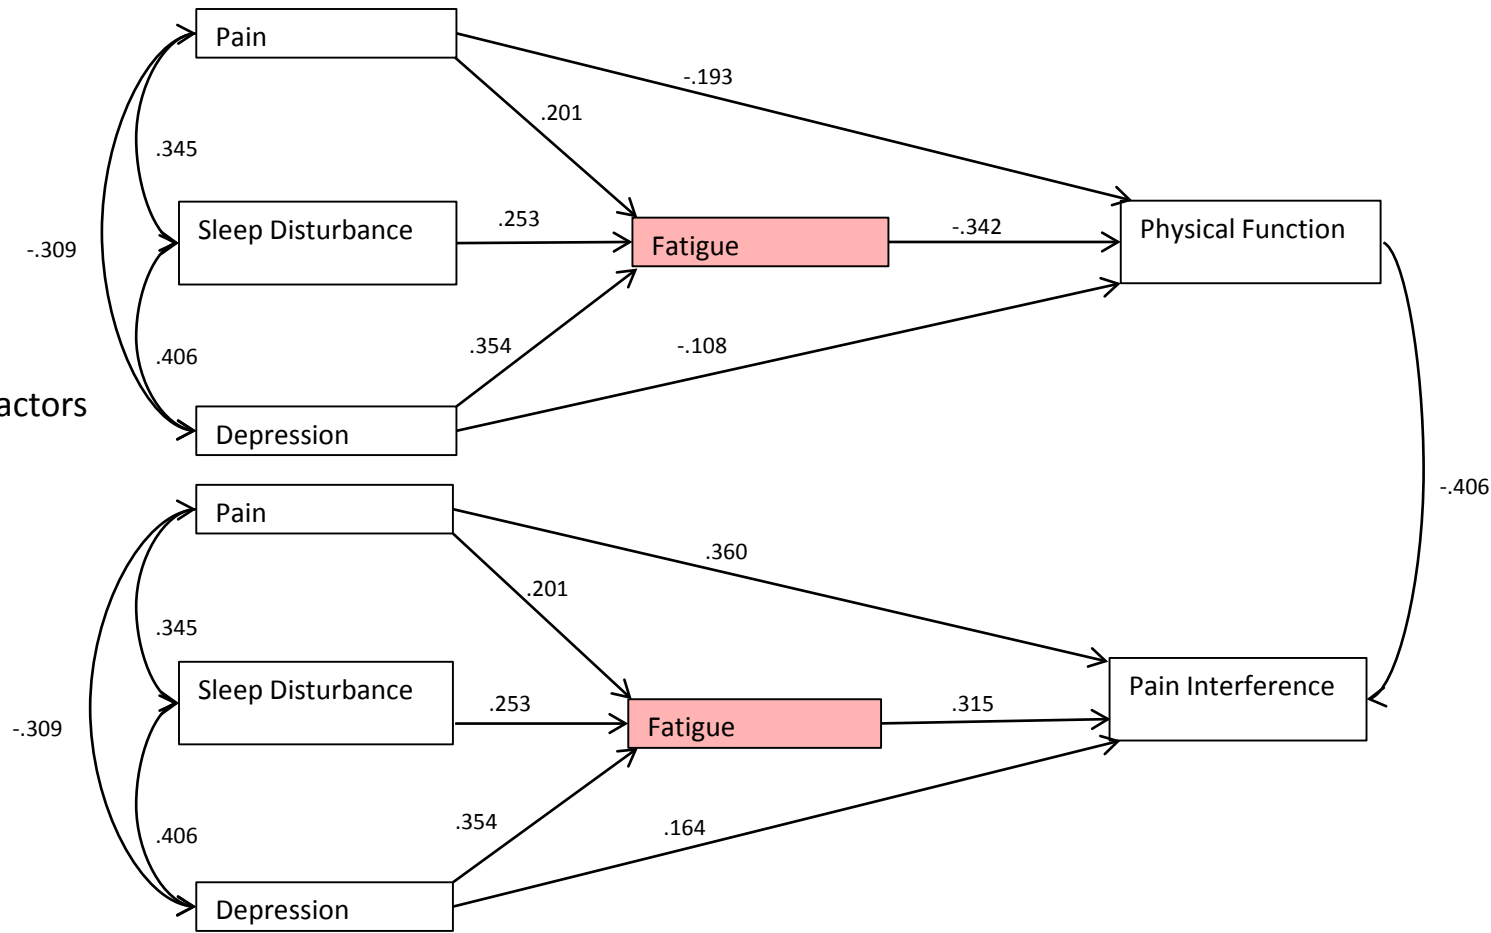 Pain
-.193
.201
.345
Sleep Disturbance
.253
Fatigue
-.342
Physical Function
-.309
.406
.354
-.108
actors
Depression
-.406
Pain
.360
.201
.345
Sleep Disturbance
.253
Fatigue
.315
Pain Interference
-.309
.406
.354
.164
Depression